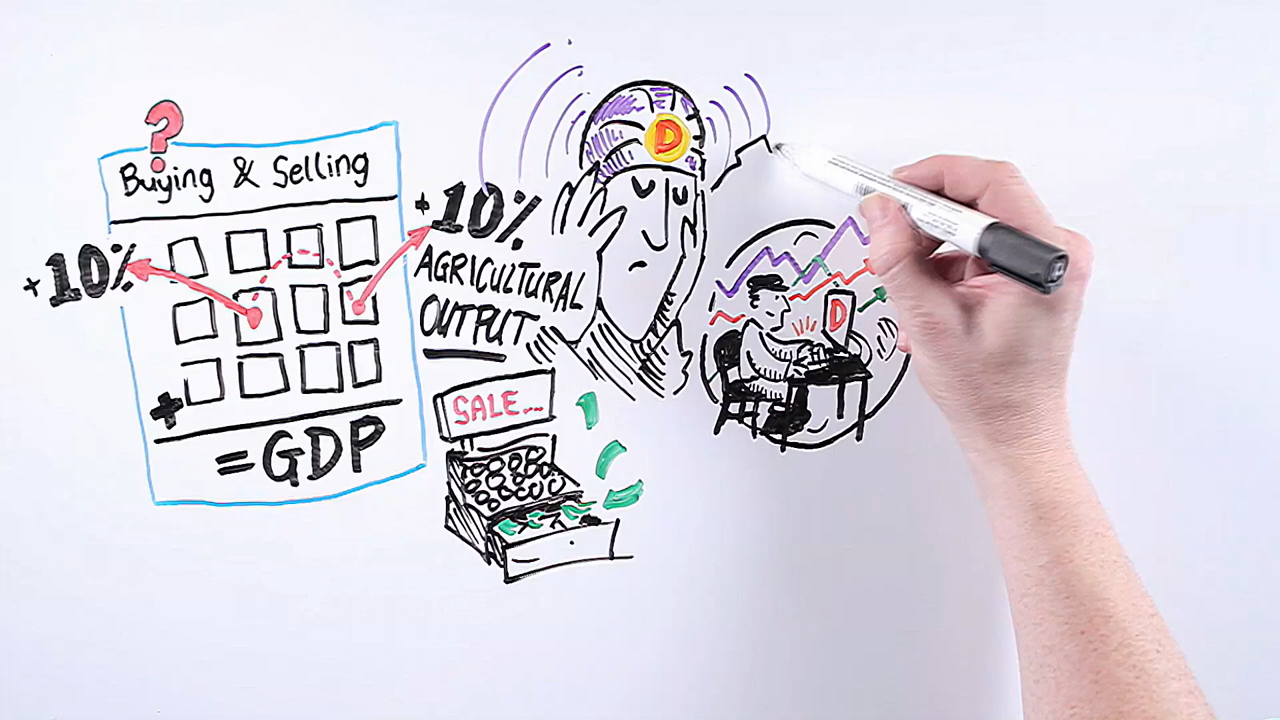 ?
Buying & Selling
+10%
+
=GDP
+10%
AGRICULTURAL
OUTPUT
SALE...
D
D